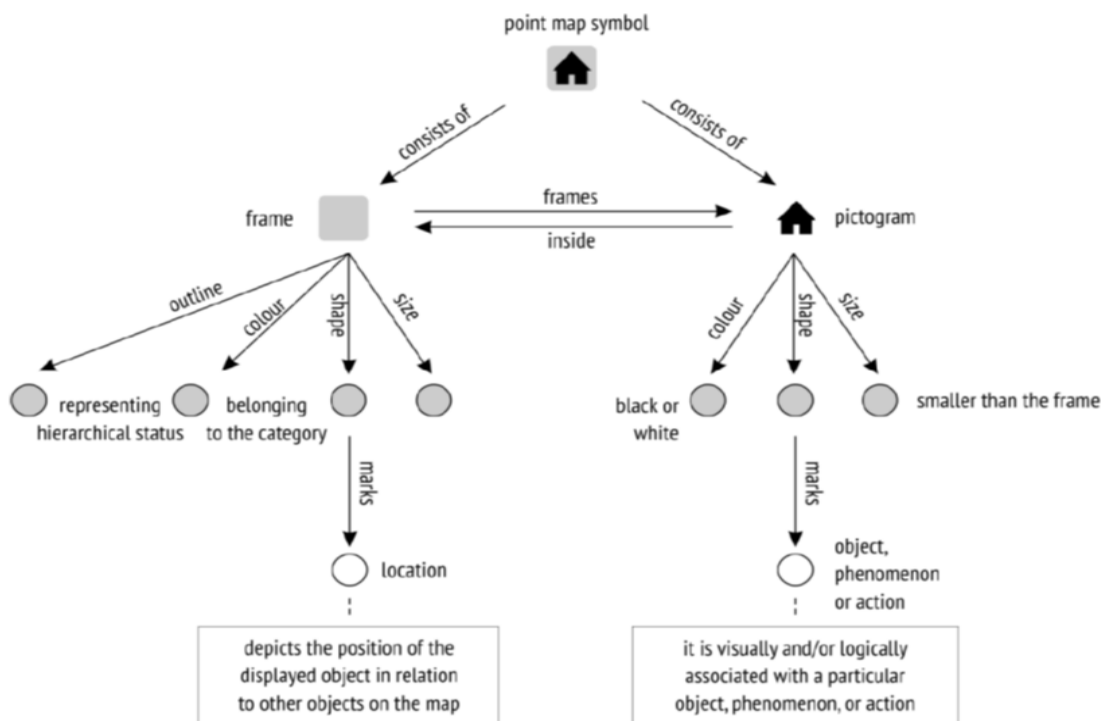 point map symbol
consists of
consists of
frame
frames
inside
pictogram
outline
colour
shape
size
colour
shape
size
representing
hierarchical status
belonging
to the category
black or
white
smaller than the frame
marks
marks
location
object,
phenomenon
or action
depicts the position of the
displayed object in relation
to other objects on the map
it is visually and/or logically
associated with a particular
object, phenomenon, or action